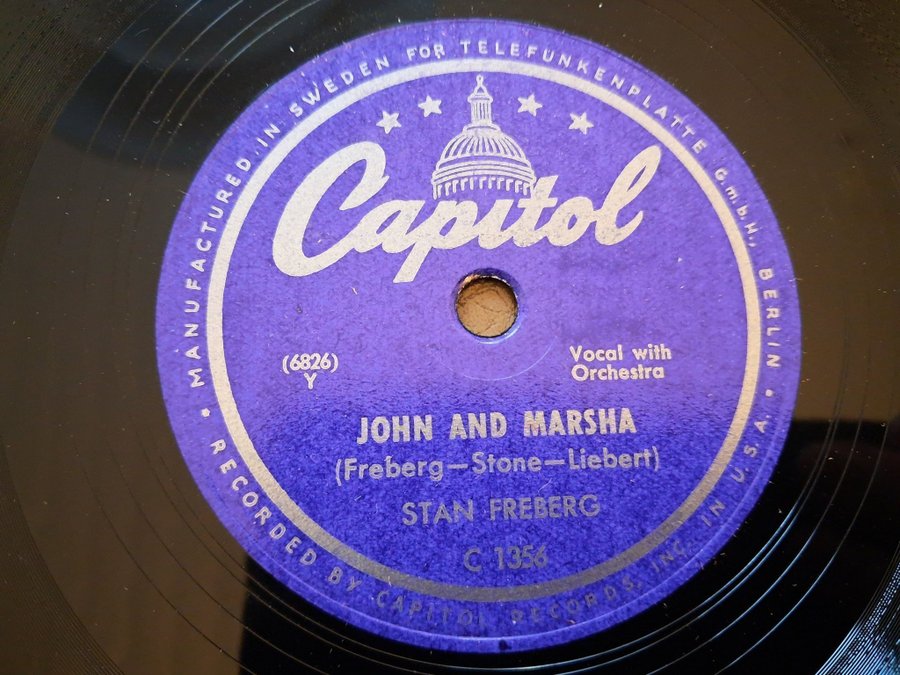 MANUFACTURED IN SWEDEN FOR TELEFUNKENPLATTE G.m.b.H., BERLIN
Capitol
(6826)
Y
Vocal with
Orchestra
JOHN AND MARSHA
(Freberg—Stone—Liebert)
STAN FREBERG
C 1356
• RECORDED BY CAPITOL RECORDS, INC. IN U.S.A. •